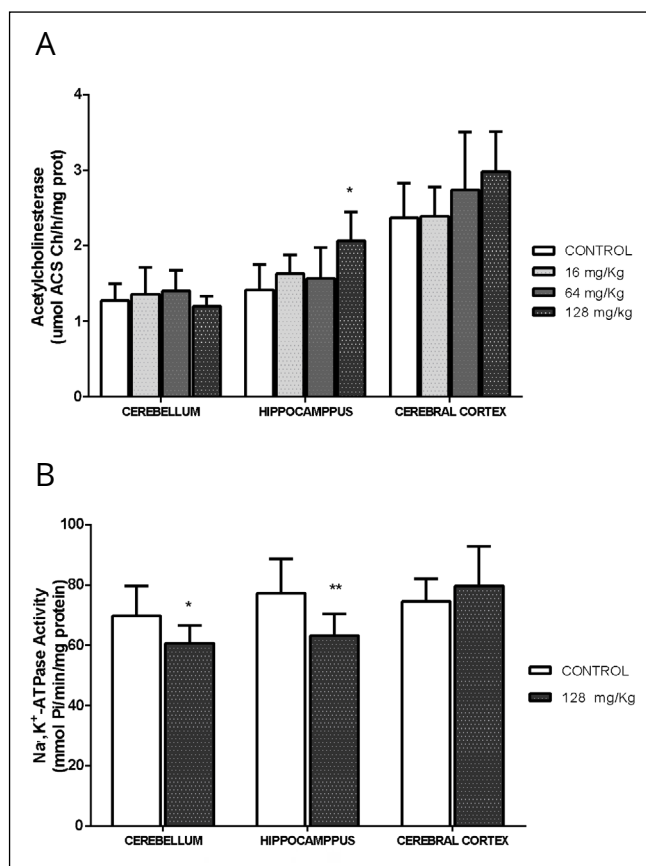 A
Acetylcholinesterase
(umol ACS Ch/h/mg prot)
4
3
2
1
0
*
CEREBELLUM
HIPPOCAMPPUS
CEREBRAL CORTEX
CONTROL
16 mg/Kg
64 mg/Kg
128 mg/kg
B
Na,K⁺-ATPase Activity
(mmol Pi/min/mg protein)
100
80
60
40
20
0
*
**
CEREBELLUM
HIPPOCAMPPUS
CEREBRAL CORTEX
CONTROL
128 mg/Kg